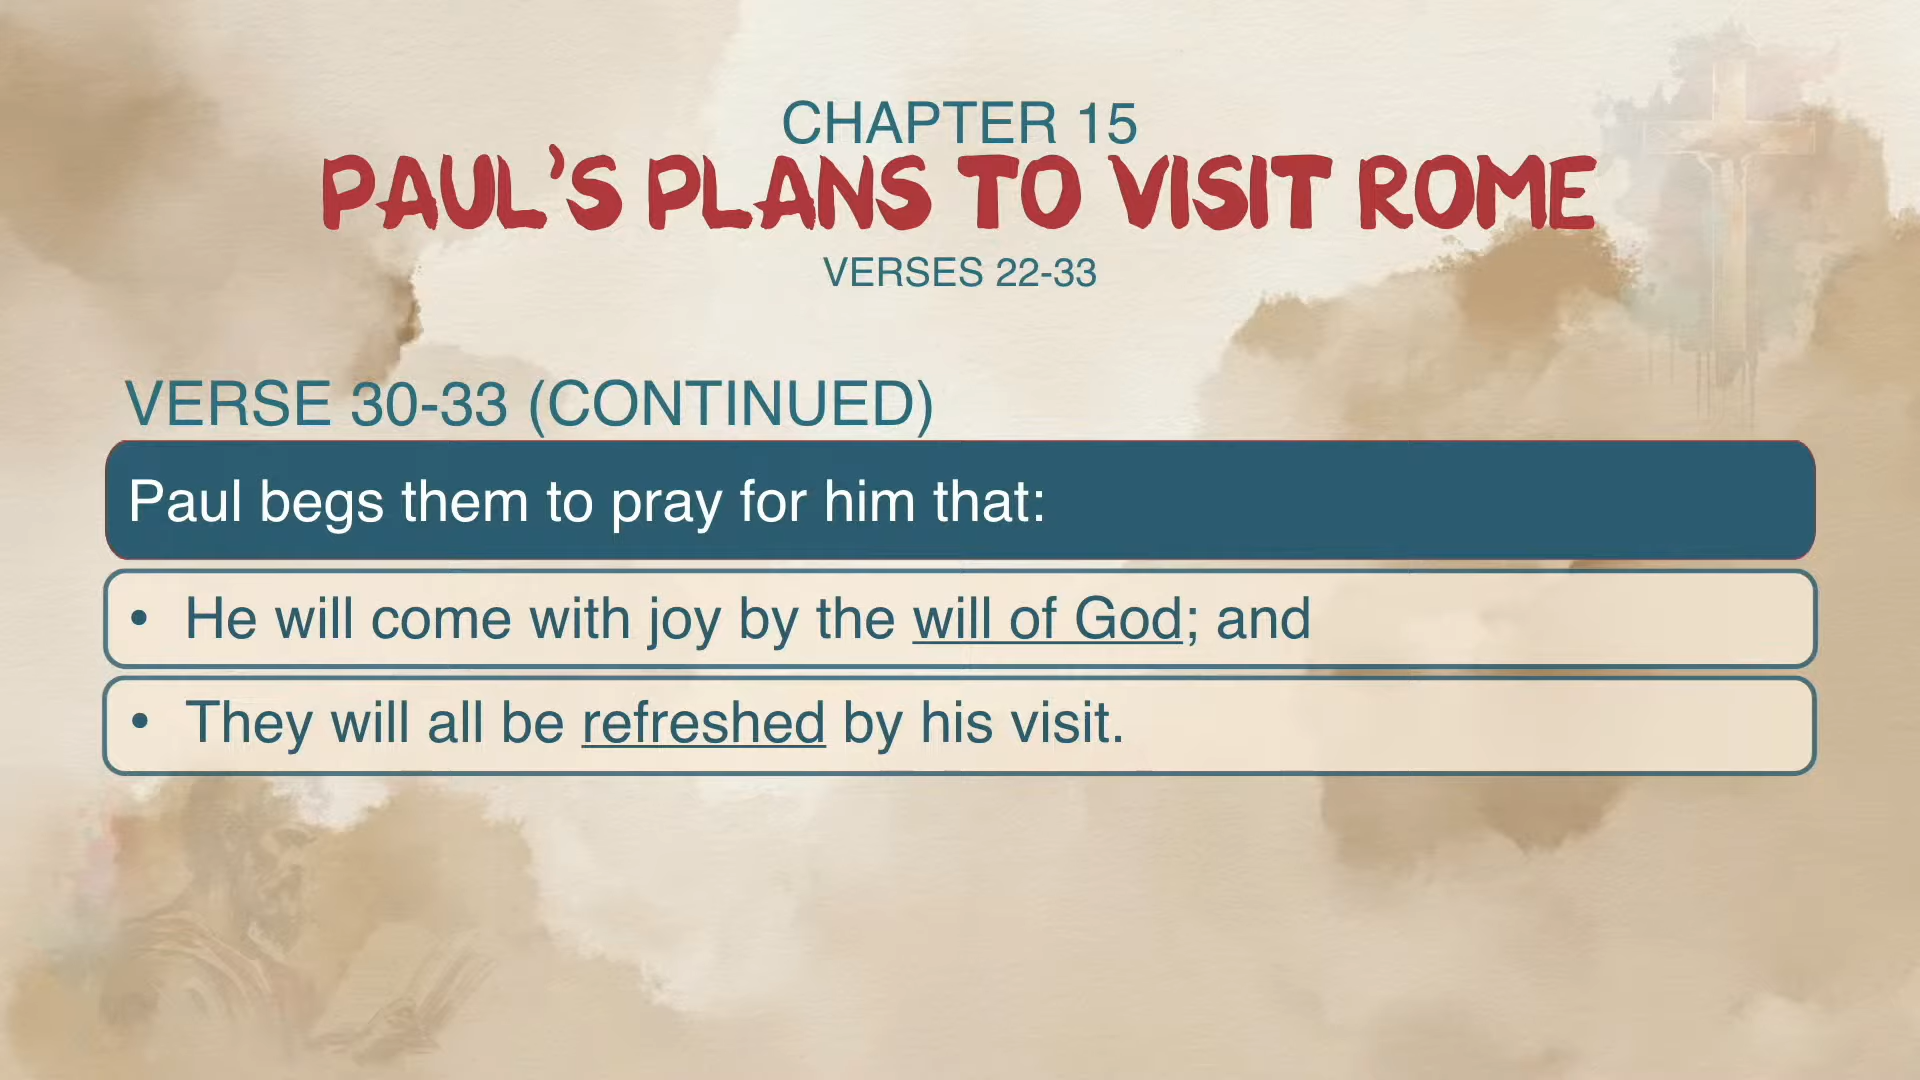 CHAPTER 15
PAUL'S PLANS TO VISIT ROME
VERSES 22-33
VERSE 30-33 (CONTINUED)
Paul begs them to pray for him that:
• He will come with joy by the will of God; and
• They will all be refreshed by his visit.